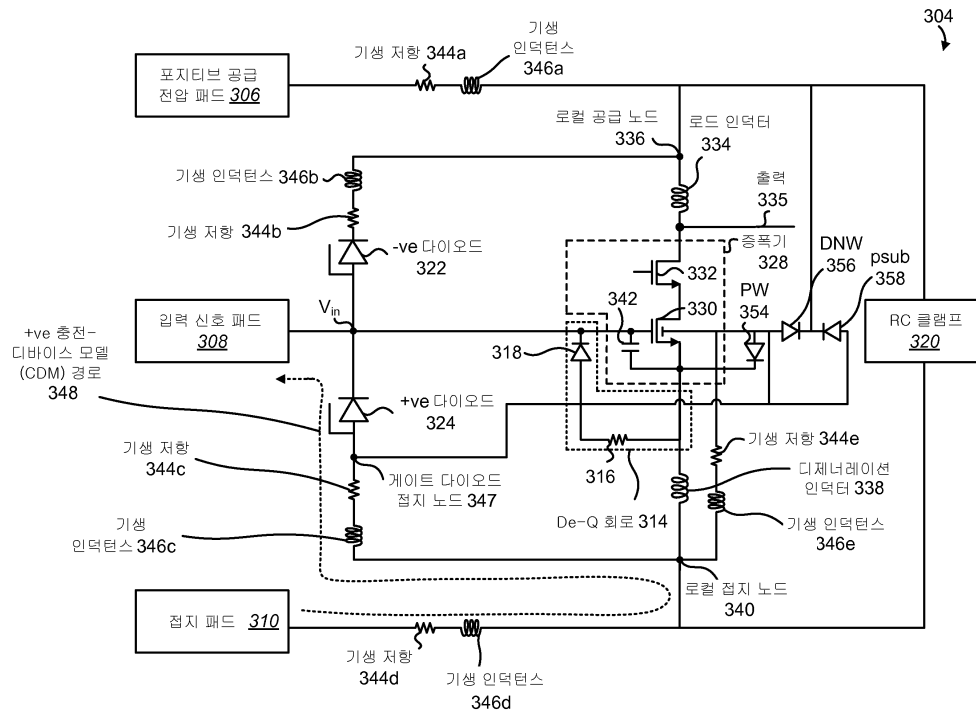 304
기생 저항 344a
기생
인덕턴스
346a
포지티브 공급
전압 패드 306
로컬 공급 노드
336
로드 인덕터
334
기생 인덕턴스 346b
출력
335
기생 저항 344b
증폭기
328
DNW
356
psub
358
-ve 다이오드
322
332
Vin
342
330
PW
354
입력 신호 패드
308
RC 클램프
320
+ve 충전-
디바이스 모델
(CDM) 경로
348
318
+ve 다이오드
324
기생 저항
344c
기생 저항 344e
게이트 다이오드
접지 노드 347
316
디제너레이션
인덕터 338
기생
인덕턴스 346c
De-Q 회로 314
기생 인덕턴스
346e
로컬 접지 노드
340
접지 패드 310
기생 저항
344d
기생 인덕턴스
346d